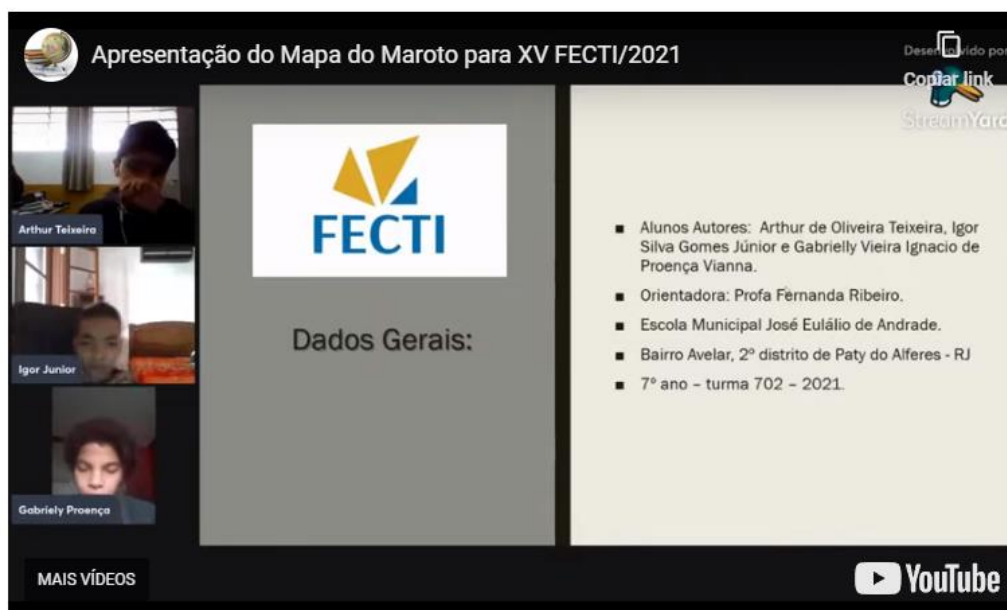 Apresentação do Mapa do Maroto para XV FECTI/2021
Desenvolvido por
Copiar link
StreamYard
Arthur Teixeira
Igor Junior
Gabriely Proença
FECTI
Dados Gerais:
■ Alunos Autores: Arthur de Oliveira Teixeira, Igor
Silva Gomes Júnior e Gabrielly Vieira Ignacio de
Proença Vianna.
■ Orientadora: Profa Fernanda Ribeiro.
■ Escola Municipal José Eulálio de Andrade.
■ Bairro Avelar, 2º distrito de Paty do Alferes - RJ
■ 7º ano – turma 702 – 2021.
MAIS VÍDEOS
YouTube